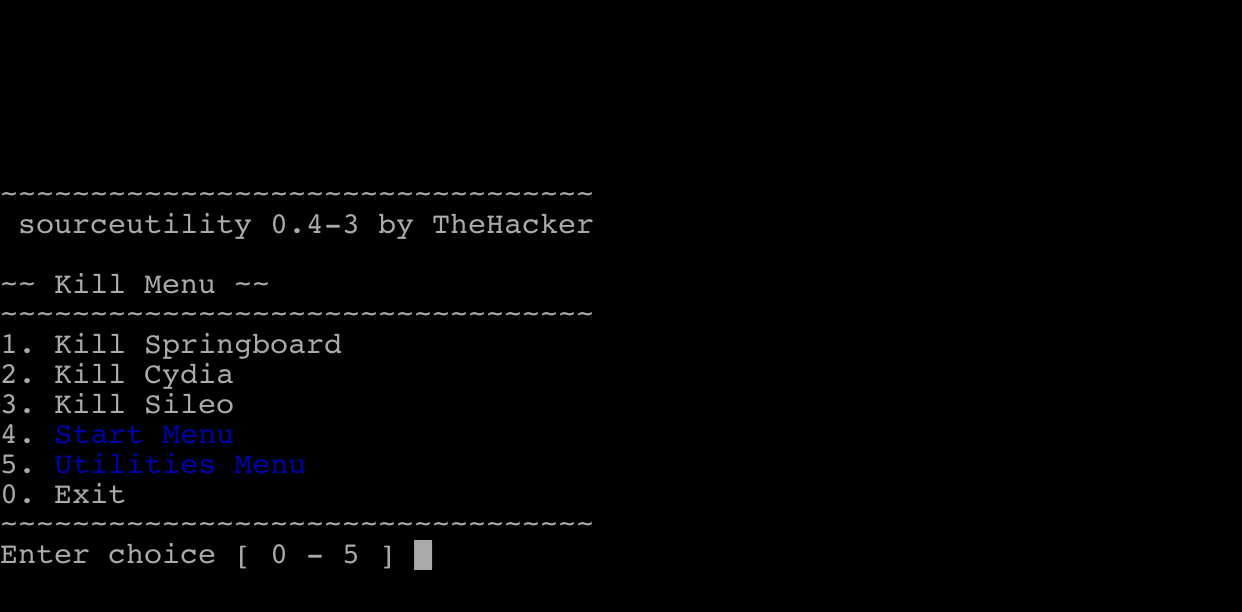 ~~~~~~~~~~~~~~~~~~~~~~~~~~~~~~~~~
sourceutility 0.4-3 by TheHacker
~~ Kill Menu ~~
~~~~~~~~~~~~~~~~~~~~~~~~~~~~~~~~~
1. Kill Springboard
2. Kill Cydia
3. Kill Sileo
4. Start Menu
5. Utilities Menu
0. Exit
~~~~~~~~~~~~~~~~~~~~~~~~~~~~~~~~~
Enter choice [ 0 - 5 ]